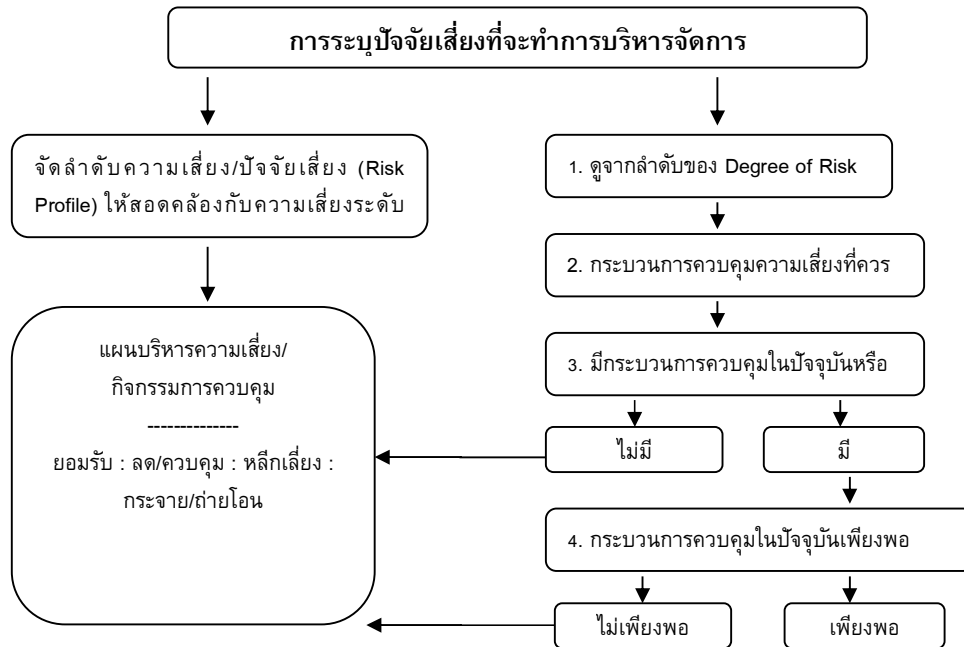 การระบุปัจจัยเสี่ยงที่จะทำการบริหารจัดการ
จัดลำดับความเสี่ยง/ปัจจัยเสี่ยง (Risk
Profile) ให้สอดคล้องกับความเสี่ยงระดับ
แผนบริหารความเสี่ยง/
กิจกรรมการควบคุม
--------------
ยอมรับ : ลด/ควบคุม : หลีกเลี่ยง :
กระจาย/ถ่ายโอน
1. ดูจากลำดับของ Degree of Risk
2. กระบวนการควบคุมความเสี่ยงที่ควร
3. มีกระบวนการควบคุมในปัจจุบันหรือ
ไม่มี
มี
4. กระบวนการควบคุมในปัจจุบันเพียงพอ
ไม่เพียงพอ
เพียงพอ